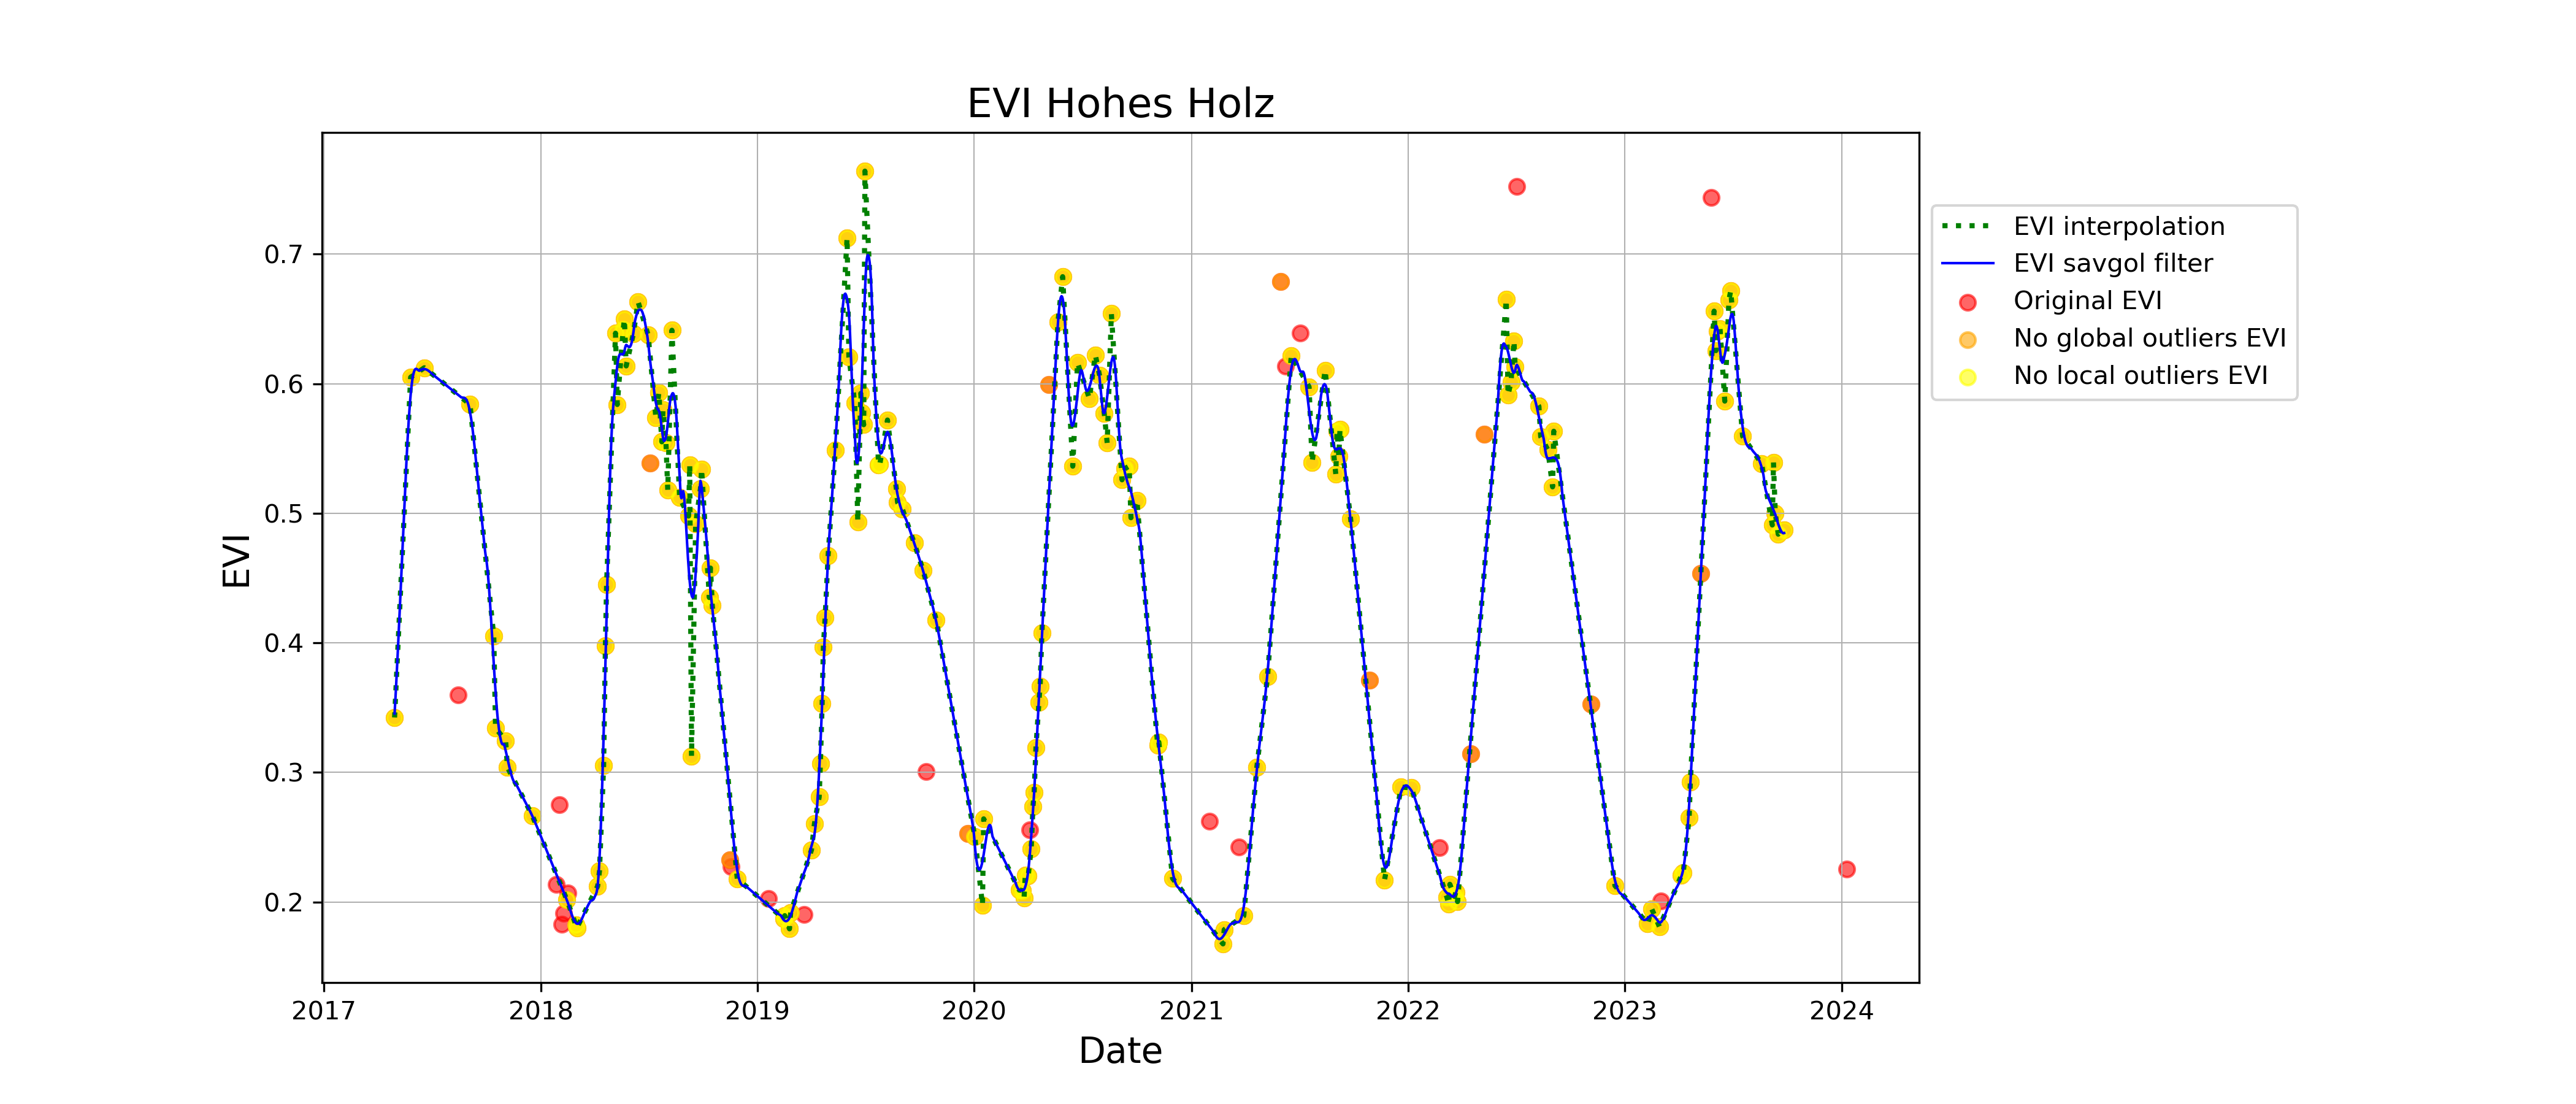 EVI Hohes Holz
EVI
0.7
0.6
0.5
0.4
0.3
0.2
2017 2018 2019 2020 2021 2022 2023 2024
Date
EVI interpolation
EVI savgol filter
Original EVI
No global outliers EVI
No local outliers EVI